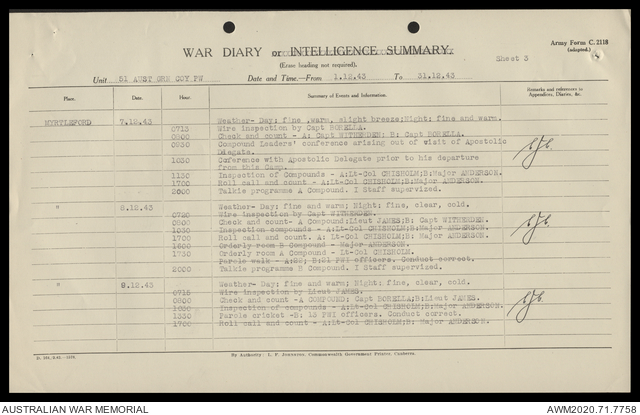 Army Form C. 2118
(adapted.)
WAR DIARY or INTELLIGENCE SUMMARY.
(Erase heading not required).
Sheet 3
Unit 51 AUST GRN COY PW Date and Time.—From 1.12.43 To 31.12.43
Place. Date. Hour. Summary of Events and Information. Remarks and references to Appendices, Diaries, &c.
MYRTLEFORD 7.12.43 Weather- Day: fine, warm, slight breeze; Night: fine and warm.
0715 Wire inspection by Capt BORELLA.
0800 Check and count - A: Capt WITHERDEN; B: Capt BORELLA.
0930 Compound Leaders' conference arising out of visit of Apostolic
Delegate.
1030 Conference with Apostolic Delegate prior to his departure
from this Camp.
1130 Inspection of Compounds - A:Lt-Col CHISHOLM;B:Major ANDERSON.
1700 Roll call and count - A:Lt-Col CHISHOLM;B:Major ANDERSON.
2000 Talkie programme A Compound. I Staff supervized.
" 8.12.43 Weather- Day: fine and warm; Night: fine, clear, cold.
0720 Wire inspection by Capt WITHERDEN.
0800 Check and count- A Compound:Lieut JAMES;B: Capt WITHERDEN.
1030 Inspection compounds - A:Lt-Col CHISHOLM;B: Major ANDERSON.
1700 Roll call and count - A:Lt-Col CHISHOLM;B: Major ANDERSON.
1600 Orderly room B Compound - Major ANDERSON.
1730 Orderly room A Compound - Lt-Col CHISHOLM.
Parole walk - A:22; B:21 PWI officers. Conduct correct.
2000 Talkie programme B Compound. I Staff supervized.
" 9.12.43 Weather- Day: fine and warm; Night: fine, clear, cold.
0715 Wire inspection by Lieut JAMES.
0800 Check and count -A COMPOUND: Capt BORELLA;B:Lieut JAMES.
1030 Inspection of compounds - A:Lt-Col CHISHOLM;B:Major ANDERSON.
1330 Parole cricket -B: 13 PWI officers. Conduct correct.
1700 Roll call and count - A:Lt-Col CHISHOLM;B: Major ANDERSON.
By Authority: L. F. Johnston, Commonwealth Government Printer, Canberra.
AUSTRALIAN WAR MEMORIAL
AWM2020.71.7758